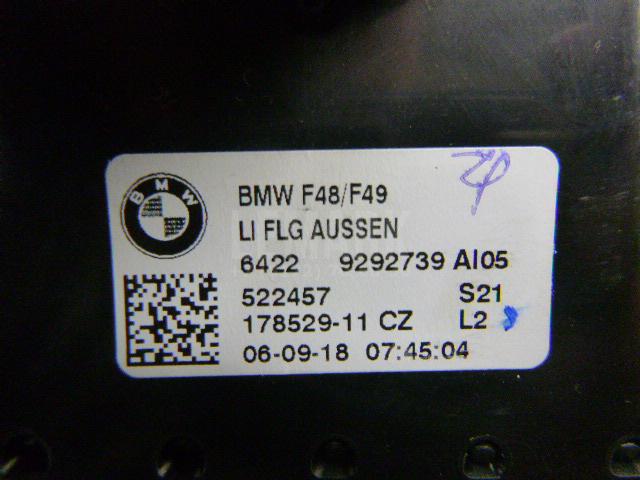 BMW
BMW F48/F49
LI FLG AUSSEN
6422 9292739 AI05
522457 S21
178529-11 CZ L2
06-09-18 07:45:04